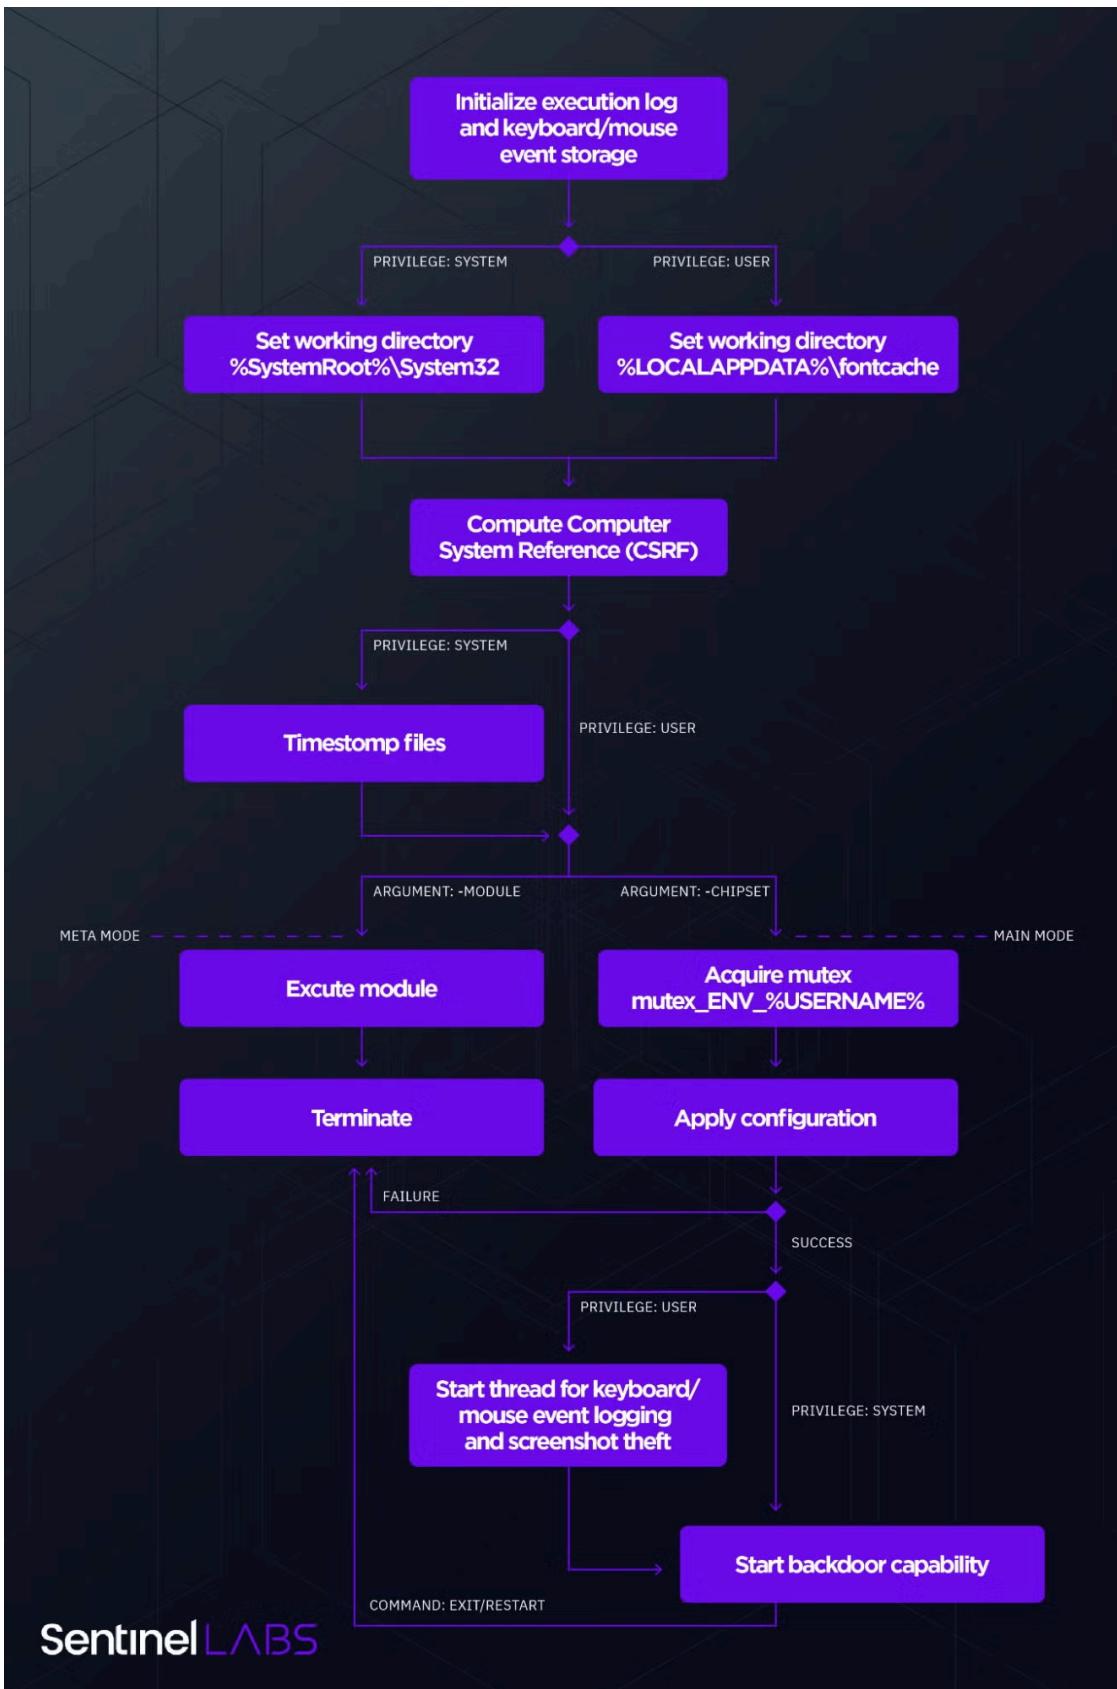 Initialize execution log
and keyboard/mouse
event storage
PRIVILEGE: SYSTEM
PRIVILEGE: USER
Set working directory
%SystemRoot%\System32
Set working directory
%LOCALAPPDATA%\fontcache
Compute Computer
System Reference (CSRF)
PRIVILEGE: SYSTEM
PRIVILEGE: USER
Timestomp files
ARGUMENT: -MODULE
ARGUMENT: -CHIPSET
META MODE
MAIN MODE
Excute module
Acquire mutex
mutex_ENV_%USERNAME%
Terminate
Apply configuration
FAILURE
SUCCESS
PRIVILEGE: USER
Start thread for keyboard/
mouse event logging
and screenshot theft
PRIVILEGE: SYSTEM
Start backdoor capability
COMMAND: EXIT/RESTART
Sentinel LABS